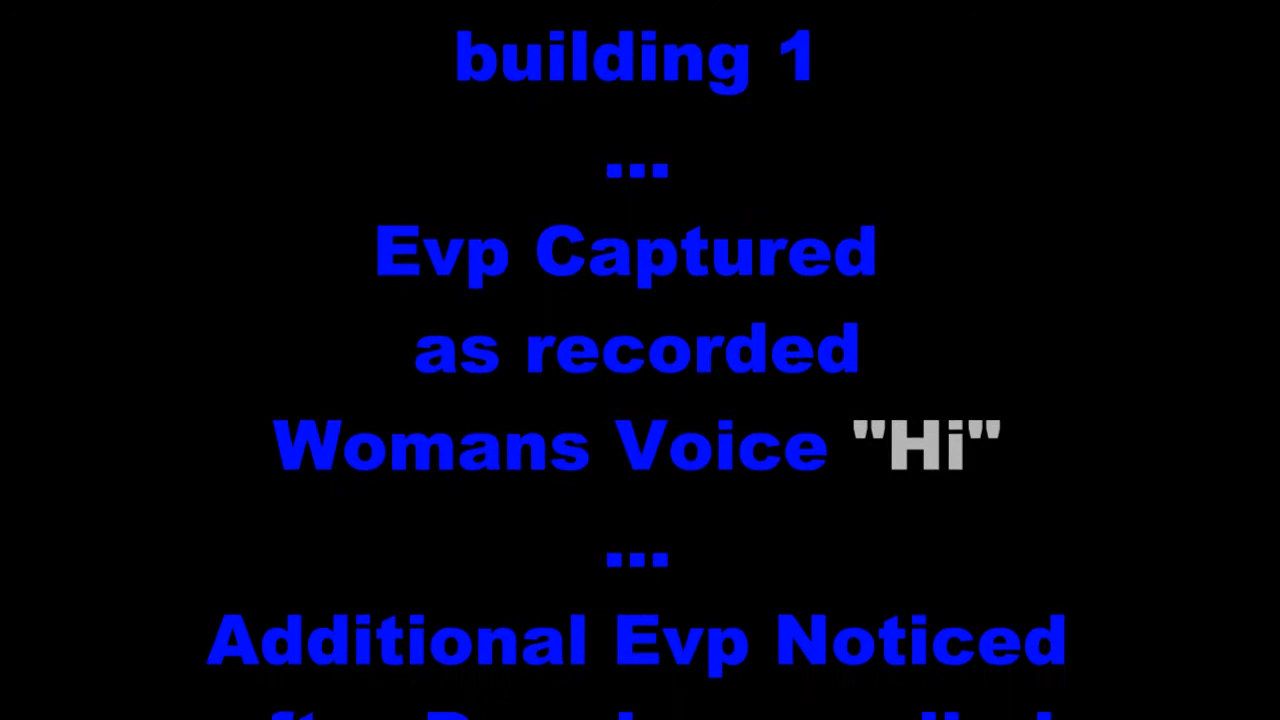 building 1
...
Evp Captured
as recorded
Womans Voice "Hi"
...
Additional Evp Noticed